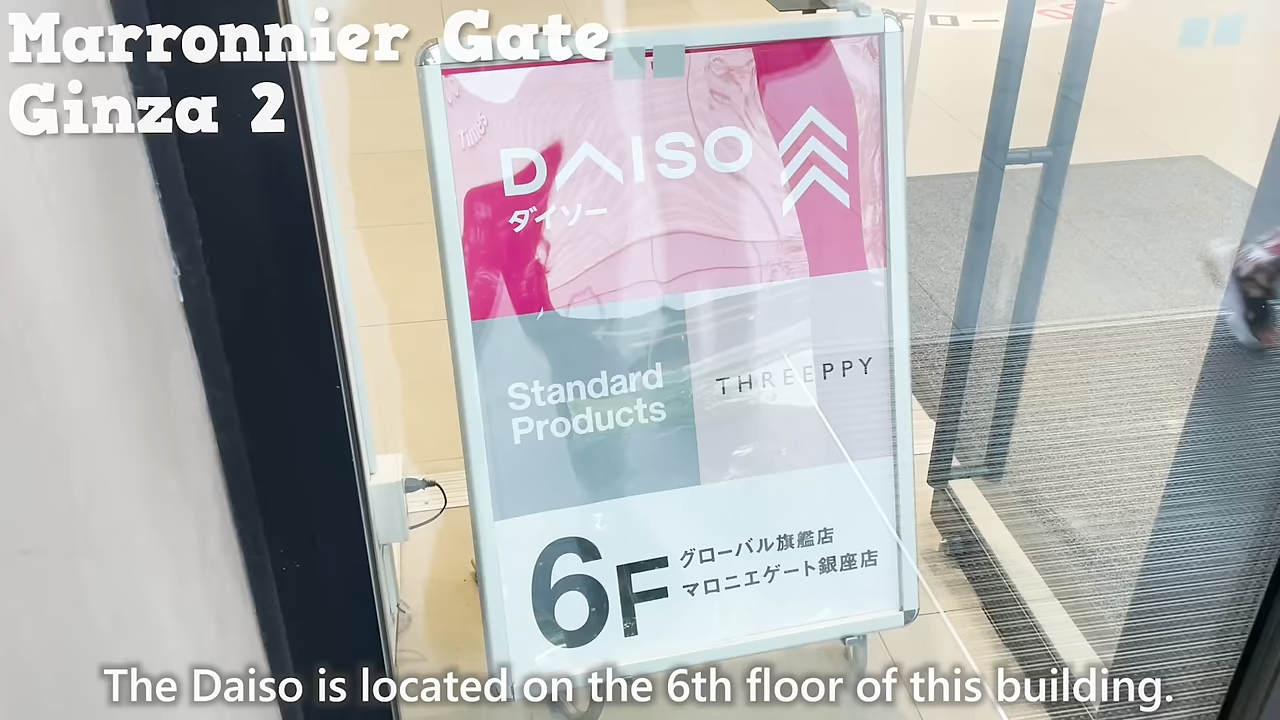 Marronnier Gate
Ginza 2
DAISO
ダイソー
Standard
Products
THREEPPY
6F
グローバル旗艦店
マロニエゲート銀座店
The Daiso is located on the 6th floor of this building.